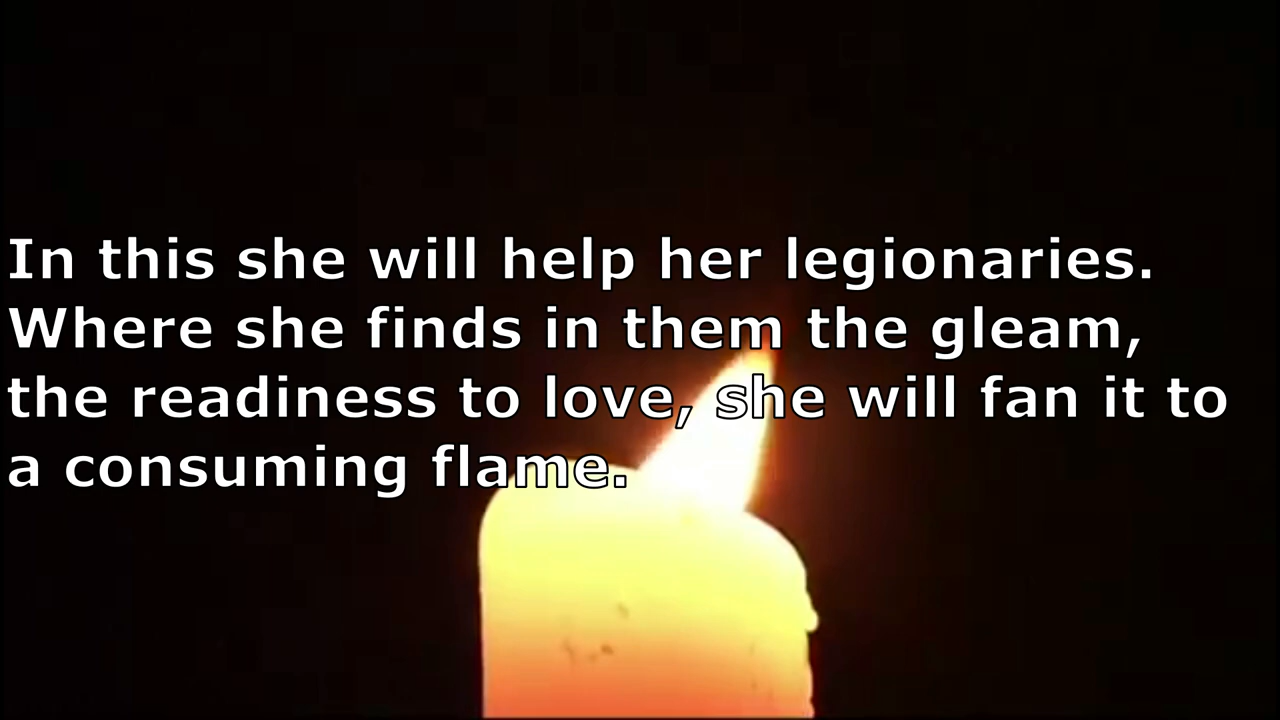 In this she will help her legionaries.
Where she finds in them the gleam,
the readiness to love, she will fan it to
a consuming flame.